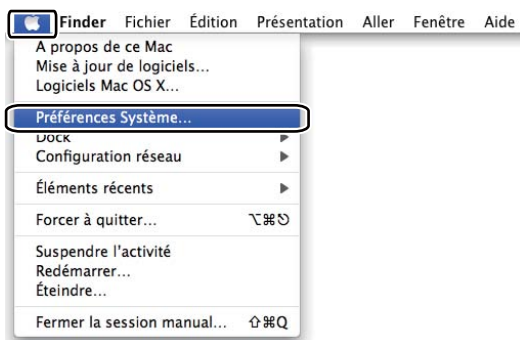 Finder Fichier Édition Présentation Aller Fenêtre Aide
À propos de ce Mac
Mise à jour de logiciels...
Logiciels Mac OS X...
Préférences Système...
Dock
Configuration réseau
Éléments récents
Forcer à quitter... ⌥⌘⎋
Suspendre l'activité
Redémarrer...
Éteindre...
Fermer la session manual... ⇧⌘Q